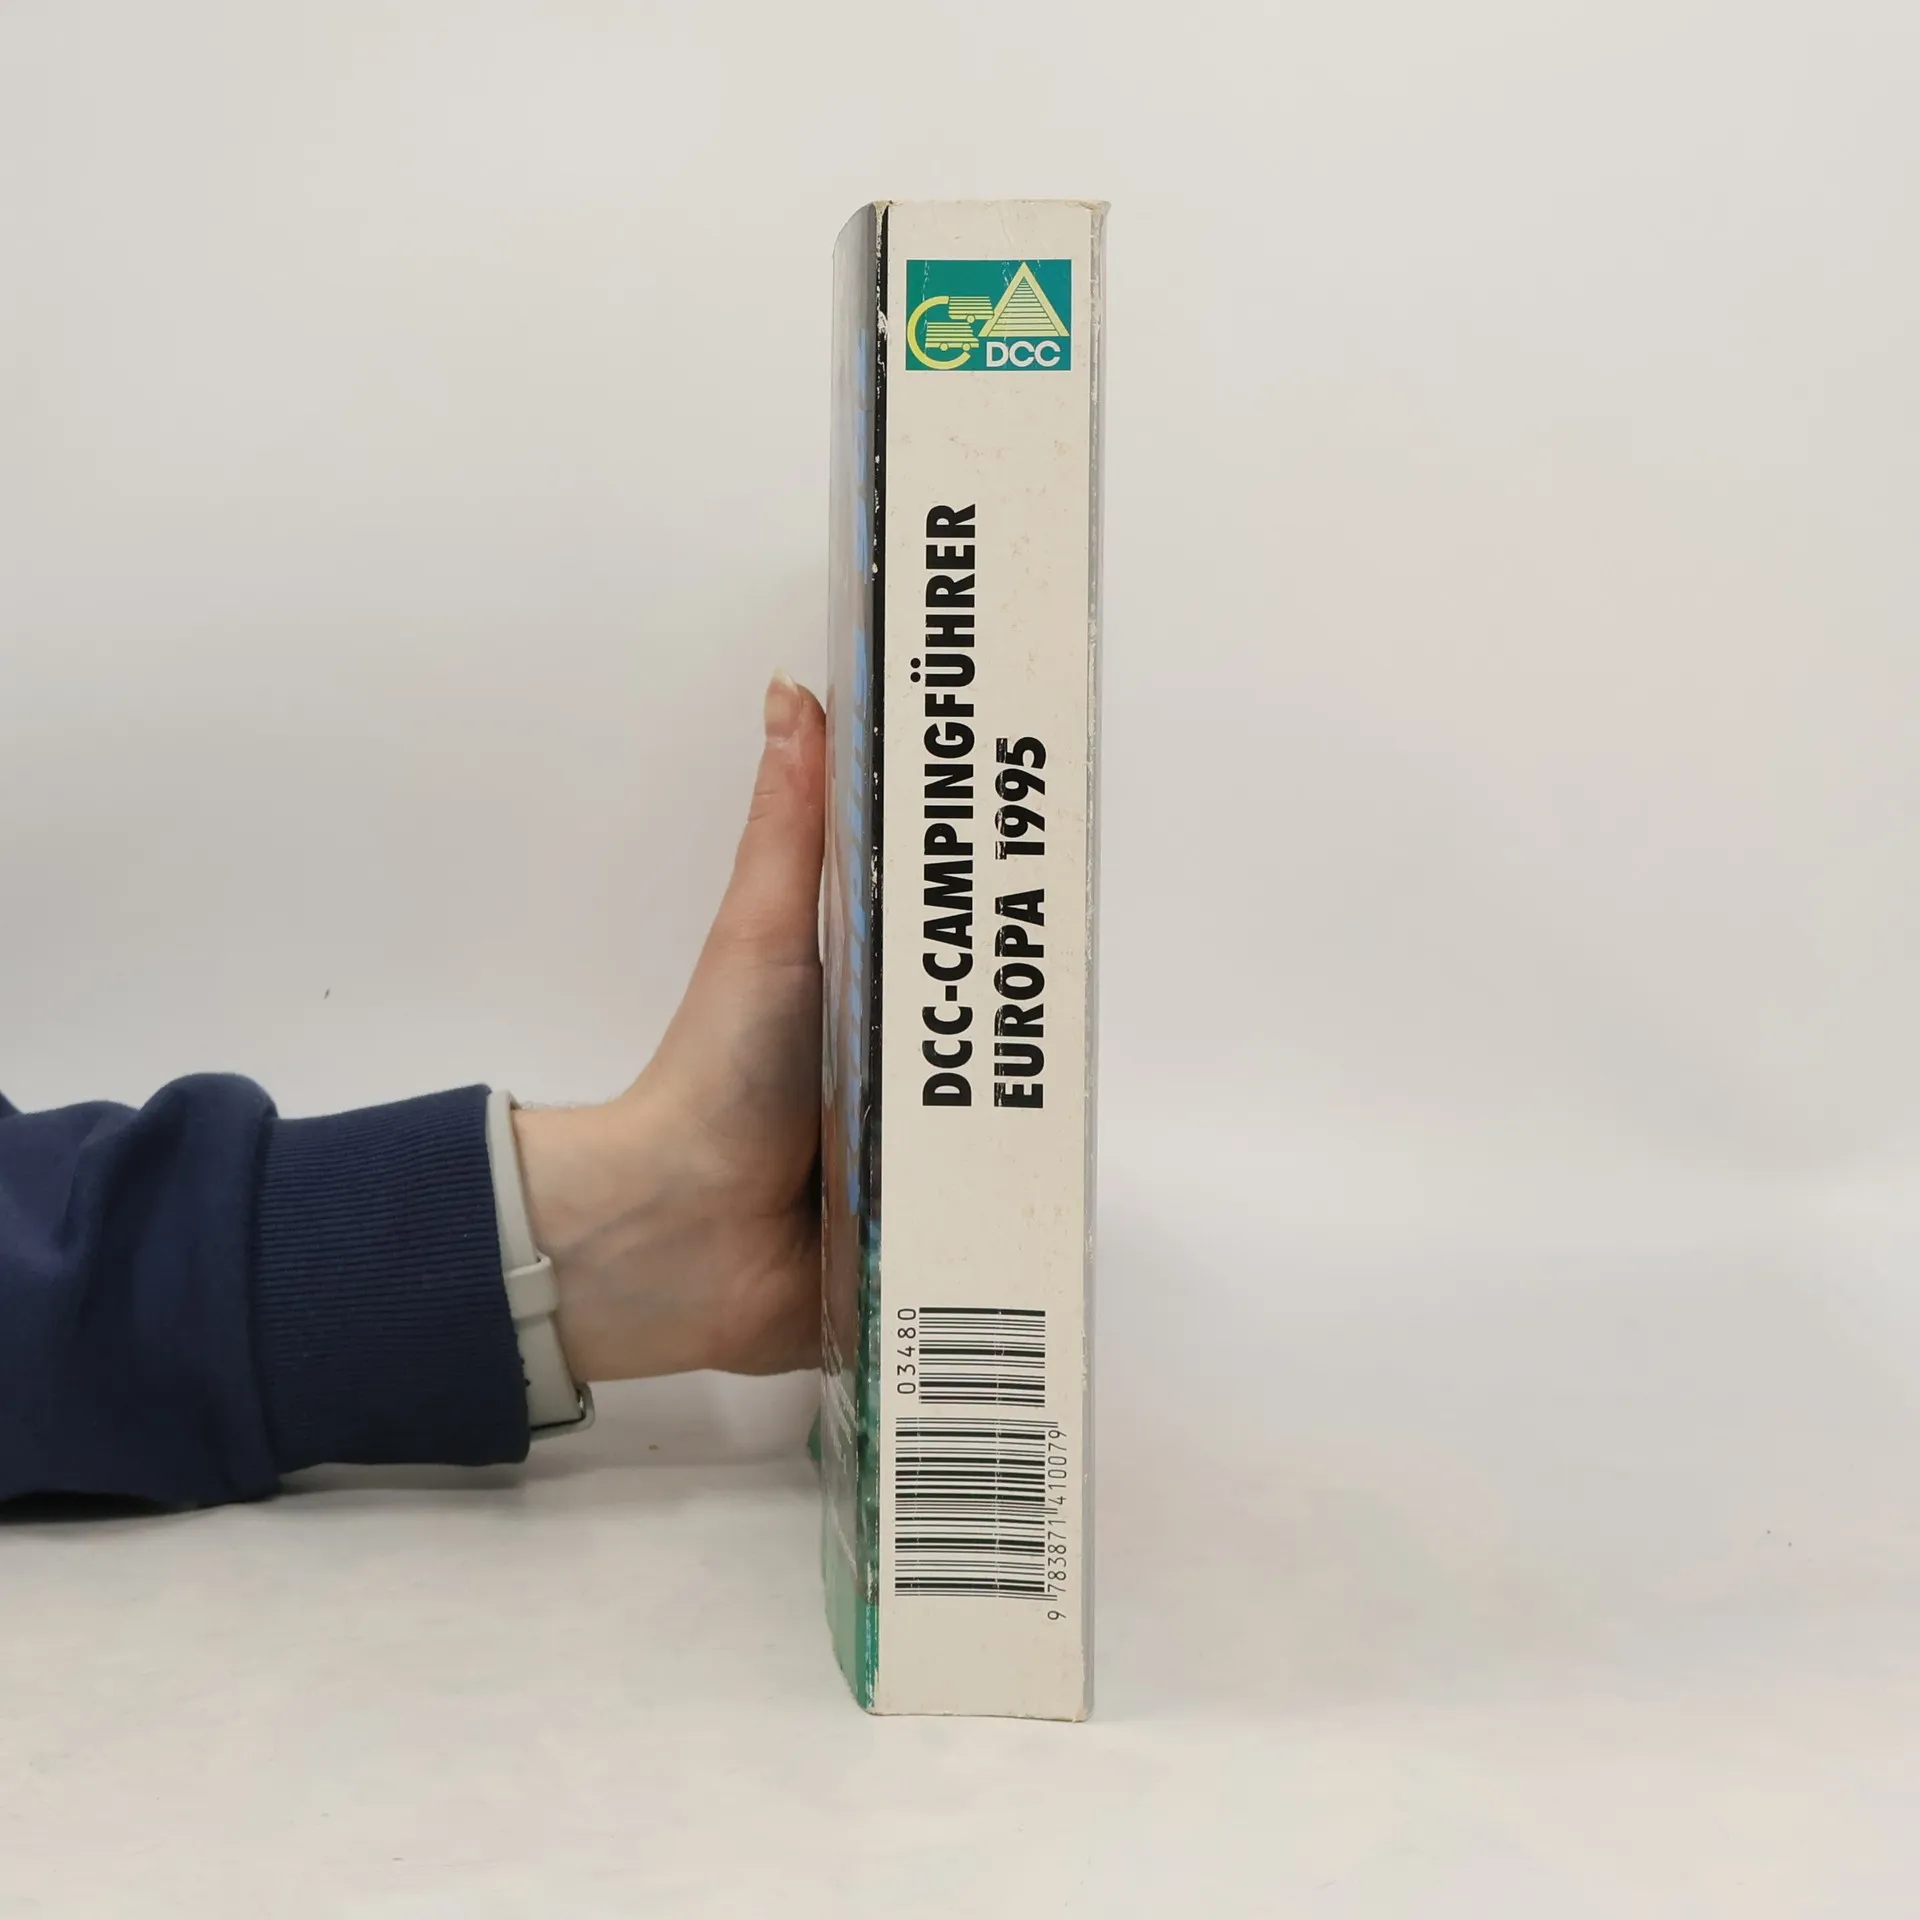 DCC
DCC-CAMPINGFÜHRER
EUROPA 1995
03480
9 783871 410079